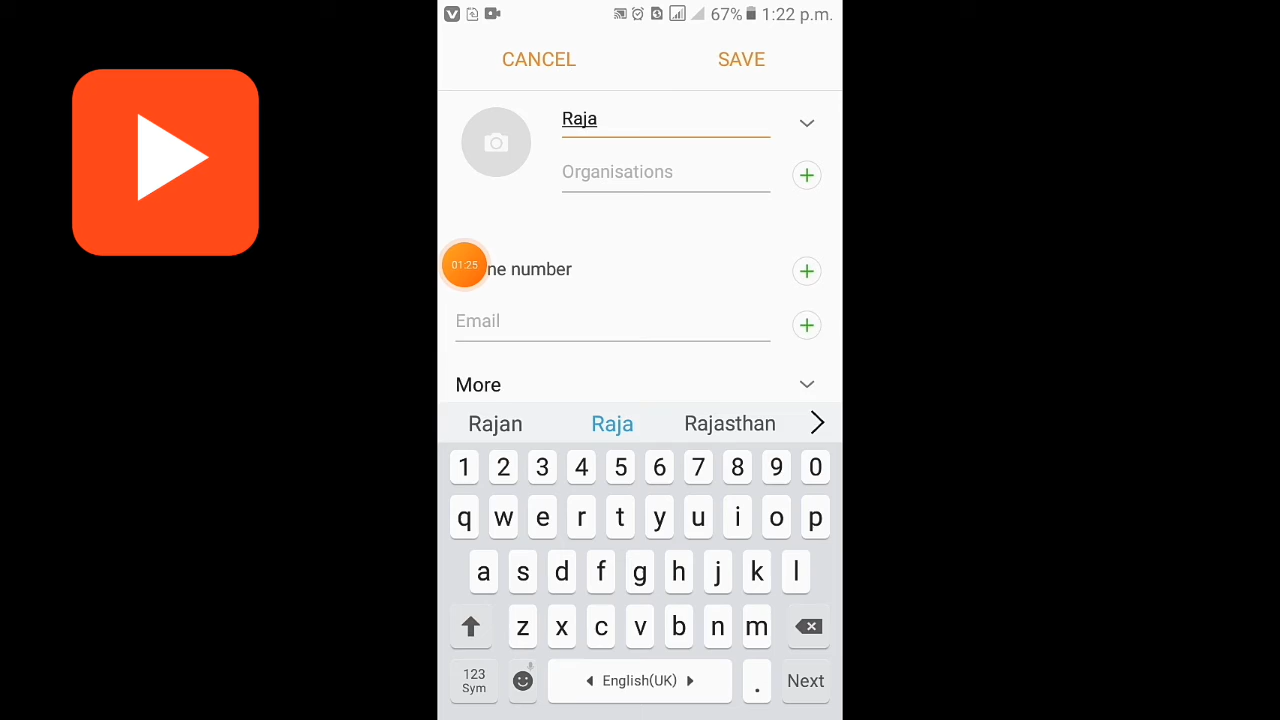 67% 1:22 p.m.
CANCEL SAVE
Raja
Organisations
01:25 ne number
Email
More
Rajan Raja Rajasthan
1 2 3 4 5 6 7 8 9 0
q w e r t y u i o p
a s d f g h j k l
z x c v b n m
123
Sym
English(UK) . Next